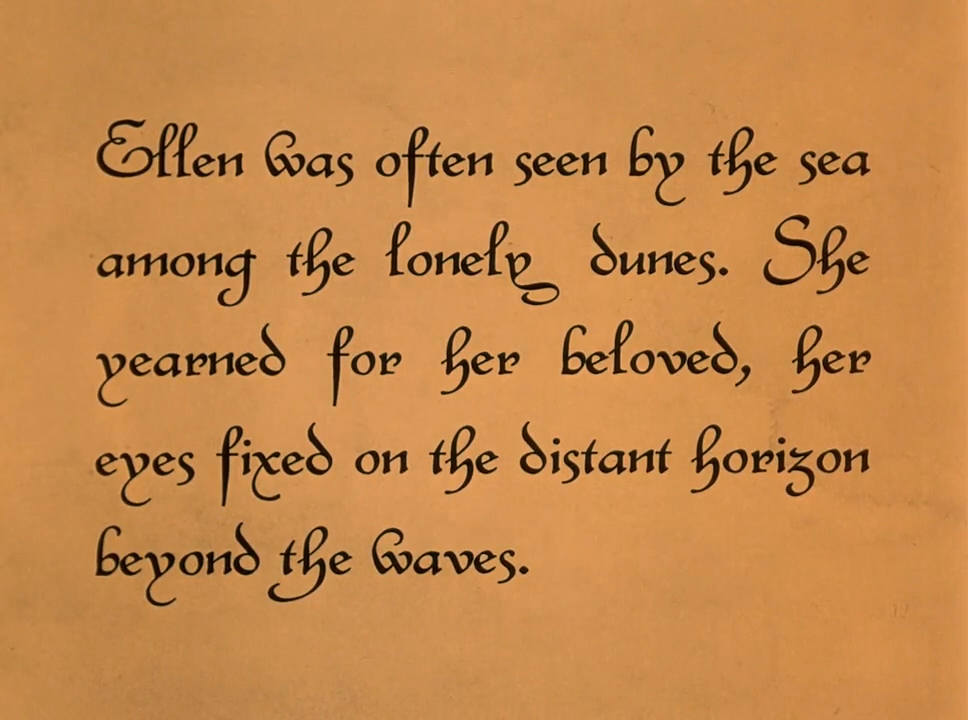 Ellen was often seen by the sea
among the lonely dunes. She
yearned for her beloved, her
eyes fixed on the distant horizon
beyond the waves.